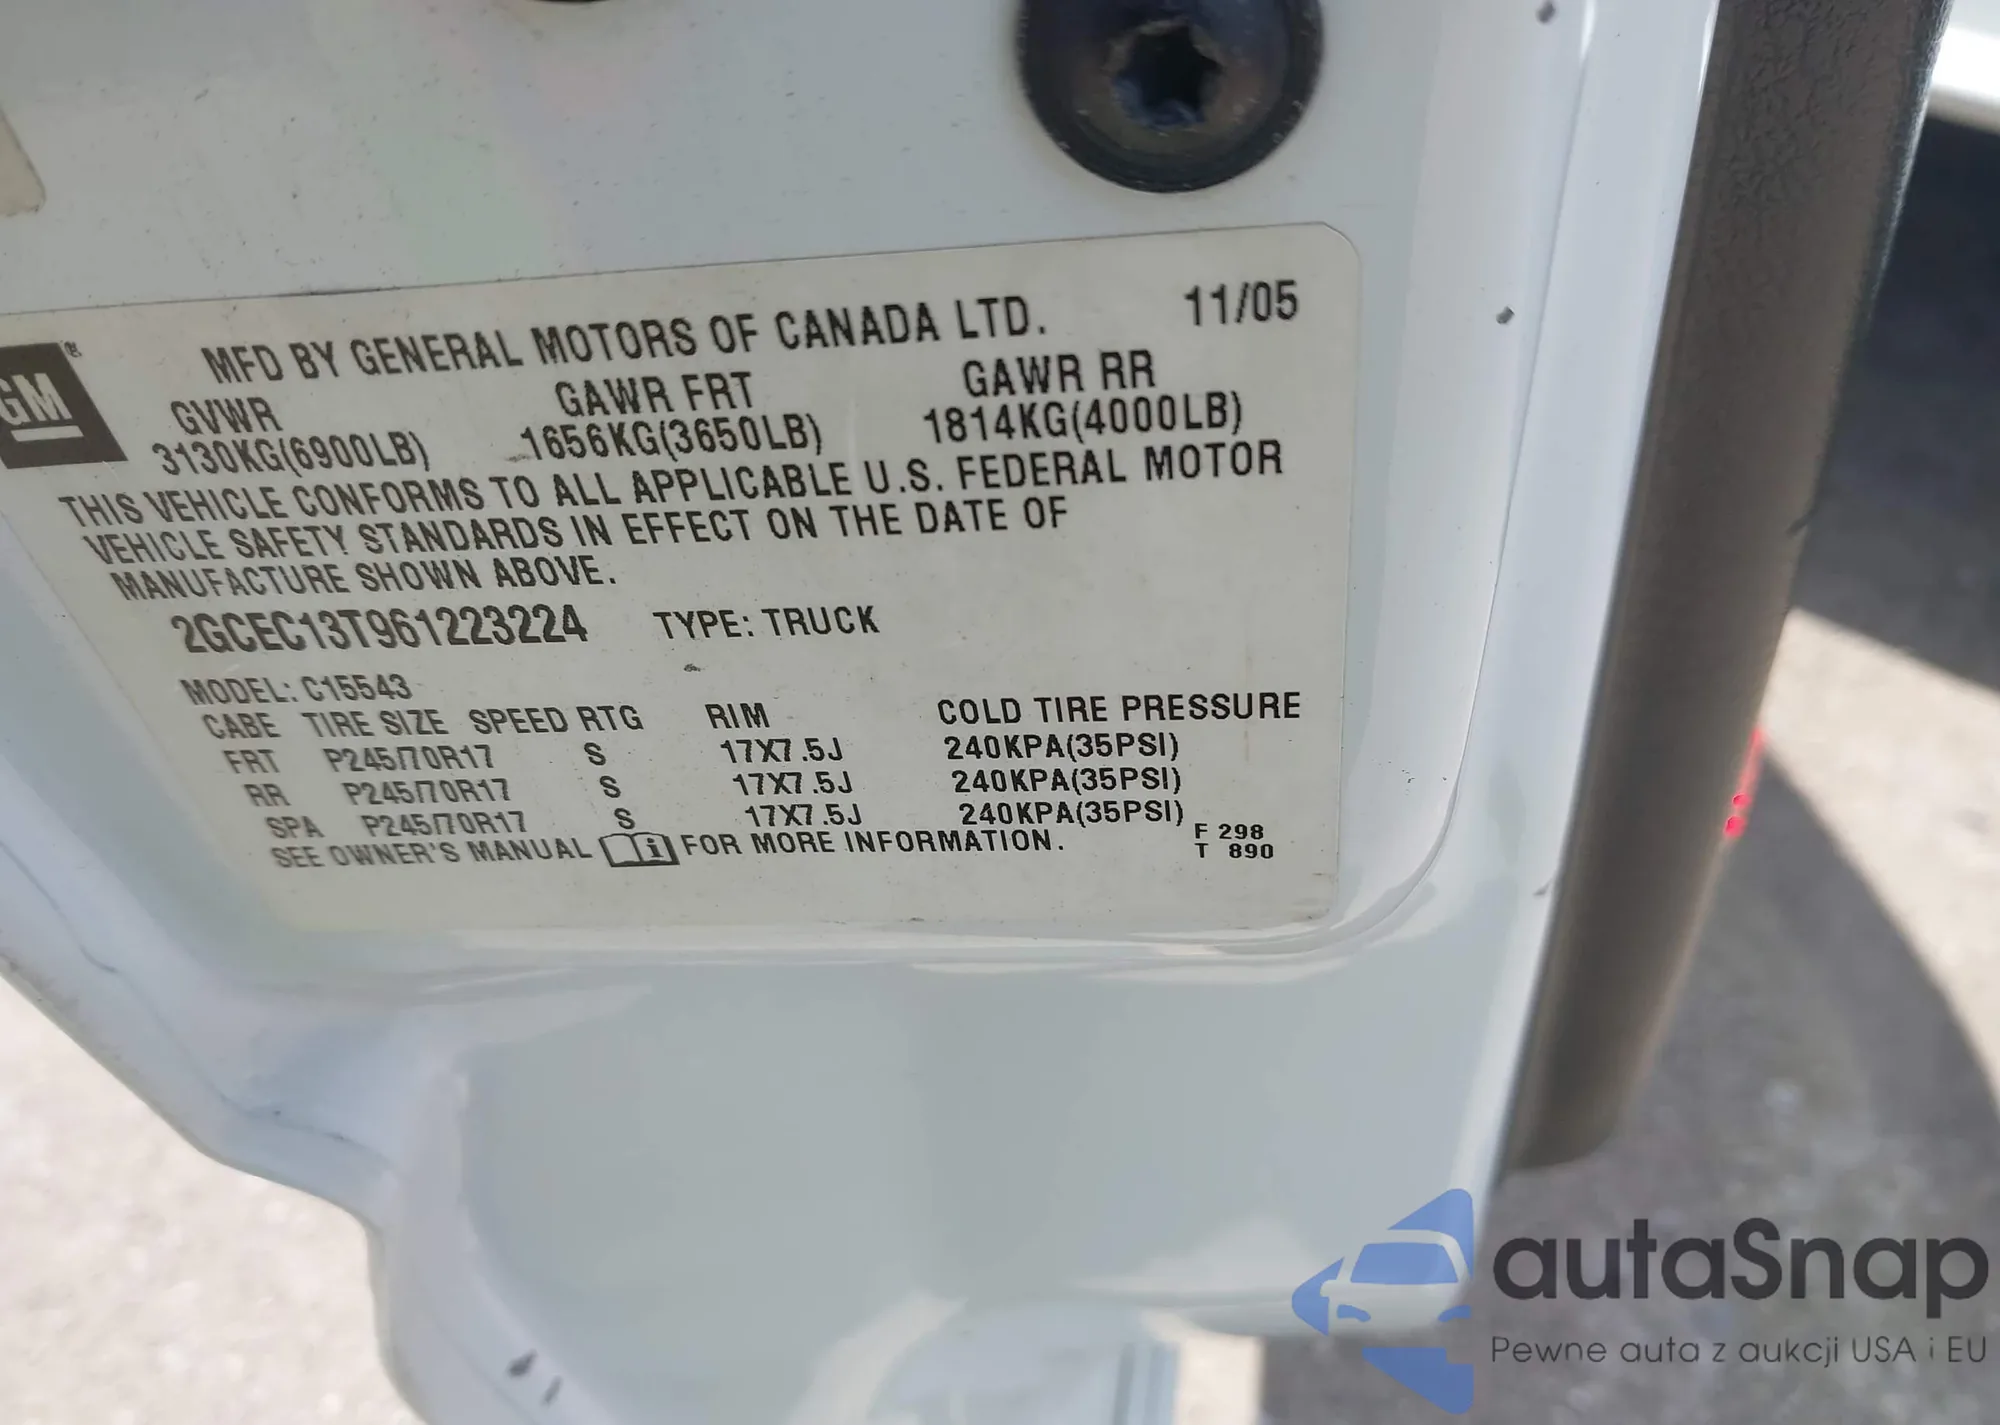 MFD BY GENERAL MOTORS OF CANADA LTD. 11/05
GM®
GVWR GAWR FRT GAWR RR
3130KG(6900LB) 1656KG(3650LB) 1814KG(4000LB)
THIS VEHICLE CONFORMS TO ALL APPLICABLE U.S. FEDERAL MOTOR
VEHICLE SAFETY STANDARDS IN EFFECT ON THE DATE OF
MANUFACTURE SHOWN ABOVE.
2GCEC13T961223224 TYPE: TRUCK
MODEL: C15543
CABE TIRE SIZE SPEED RTG RIM COLD TIRE PRESSURE
FRT P245/70R17 S 17X7.5J 240KPA(35PSI)
RR P245/70R17 S 17X7.5J 240KPA(35PSI)
SPA P245/70R17 S 17X7.5J 240KPA(35PSI)
SEE OWNER'S MANUAL i FOR MORE INFORMATION.
F 298
T 890
autaSnap
Pewne auta z aukcji USA i EU